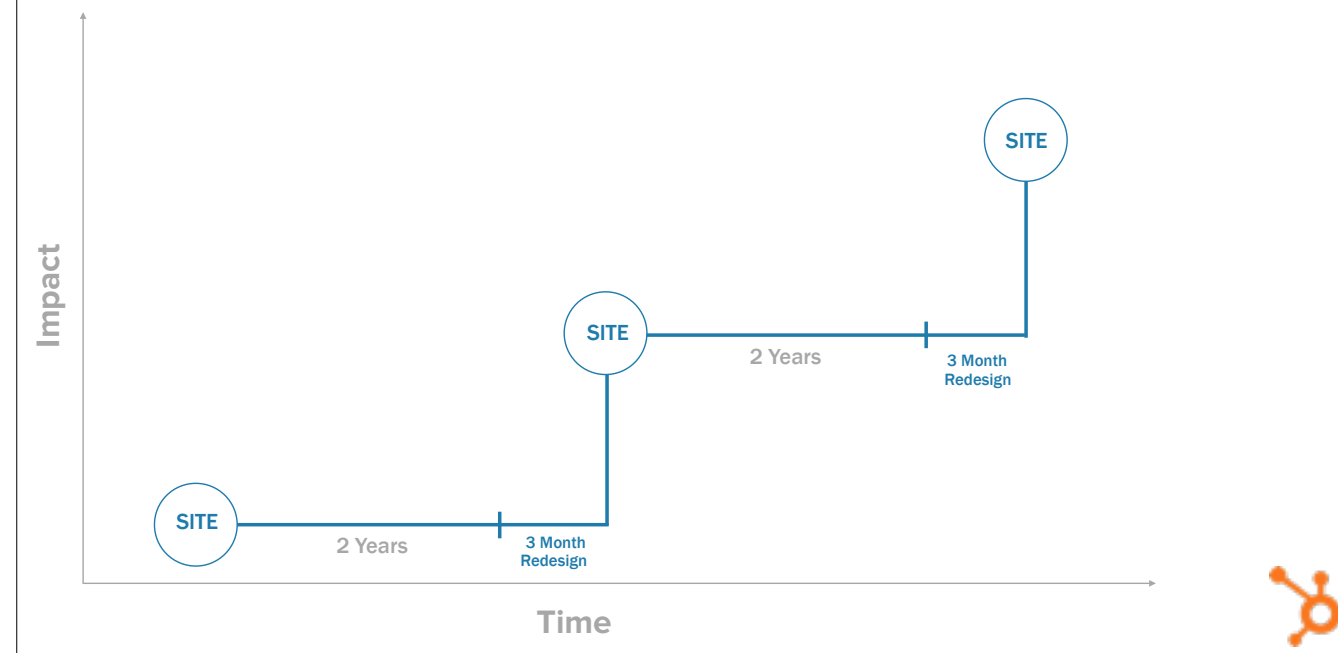 SITE
Impact
SITE
2 Years
3 Month
Redesign
SITE
2 Years
3 Month
Redesign
Time